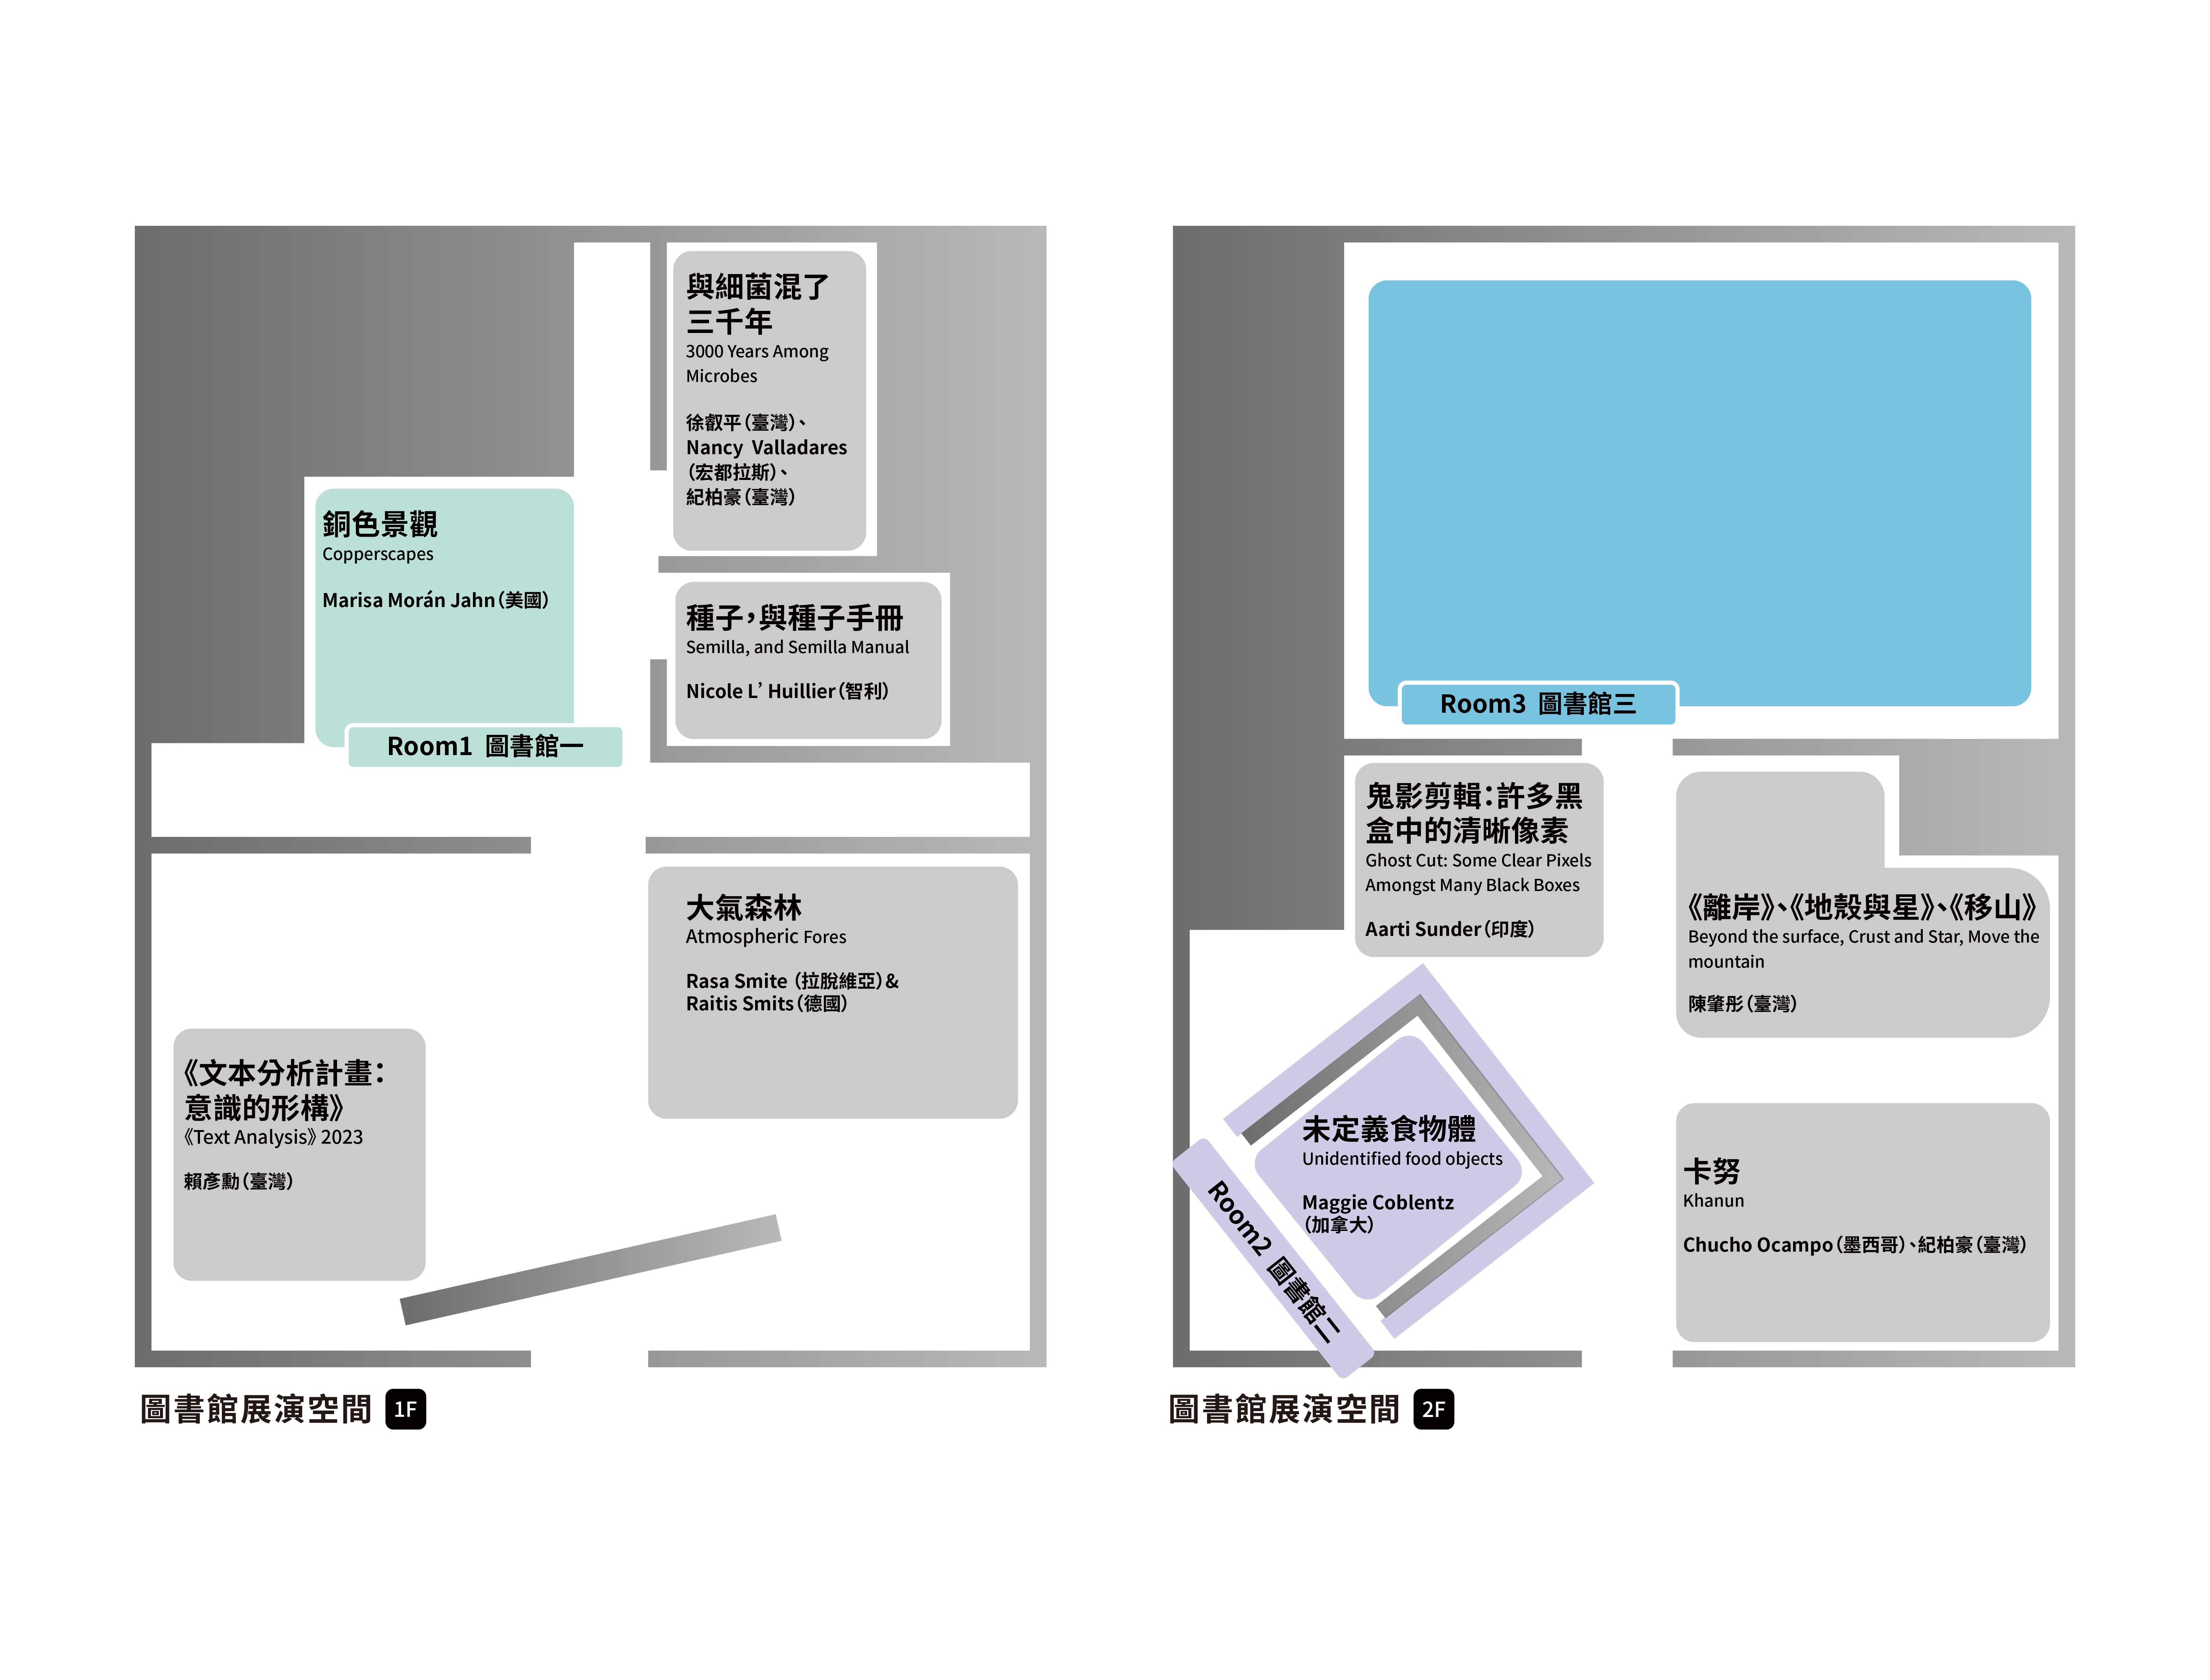 與細菌混了
三千年
3000 Years Among
Microbes
徐叡平(臺灣)、
Nancy Valladares
(宏都拉斯)、
紀柏豪(臺灣)
銅色景觀
Copperscapes
Marisa Morán Jahn(美國)
Room1 圖書館一
種子,與種子手冊
Semilla, and Semilla Manual
Nicole L’ Huillier(智利)
大氣森林
Atmospheric Fores
Rasa Smite (拉脫維亞)&
Raitis Smits(德國)
《文本分析計畫:
意識的形構》
《Text Analysis》2023
賴彥勳(臺灣)
圖書館展演空間 1F
Room3 圖書館三
鬼影剪輯:許多黑
盒中的清晰像素
Ghost Cut: Some Clear Pixels
Amongst Many Black Boxes
Aarti Sunder(印度)
《離岸》、《地殼與星》、《移山》
Beyond the surface, Crust and Star, Move the
mountain
陳肇彤(臺灣)
未定義食物體
Unidentified food objects
Maggie Coblentz
(加拿大)
Room2 圖書館二
卡努
Khanun
Chucho Ocampo(墨西哥)、紀柏豪(臺灣)
圖書館展演空間 2F